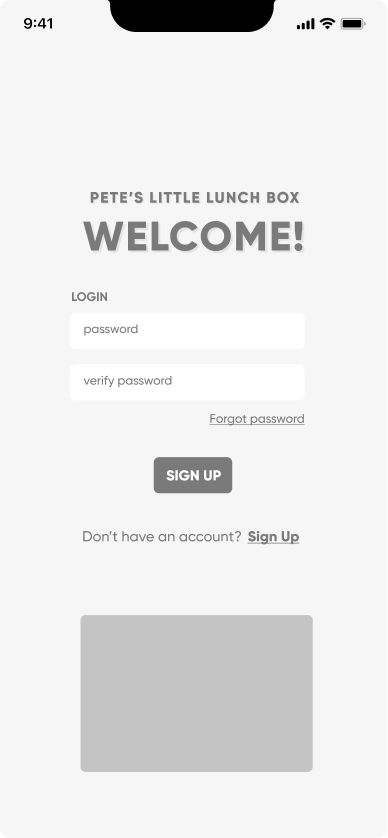 9:41
PETE’S LITTLE LUNCH BOX
WELCOME!
LOGIN
password
verify password
Forgot password
SIGN UP
Don’t have an account? Sign Up